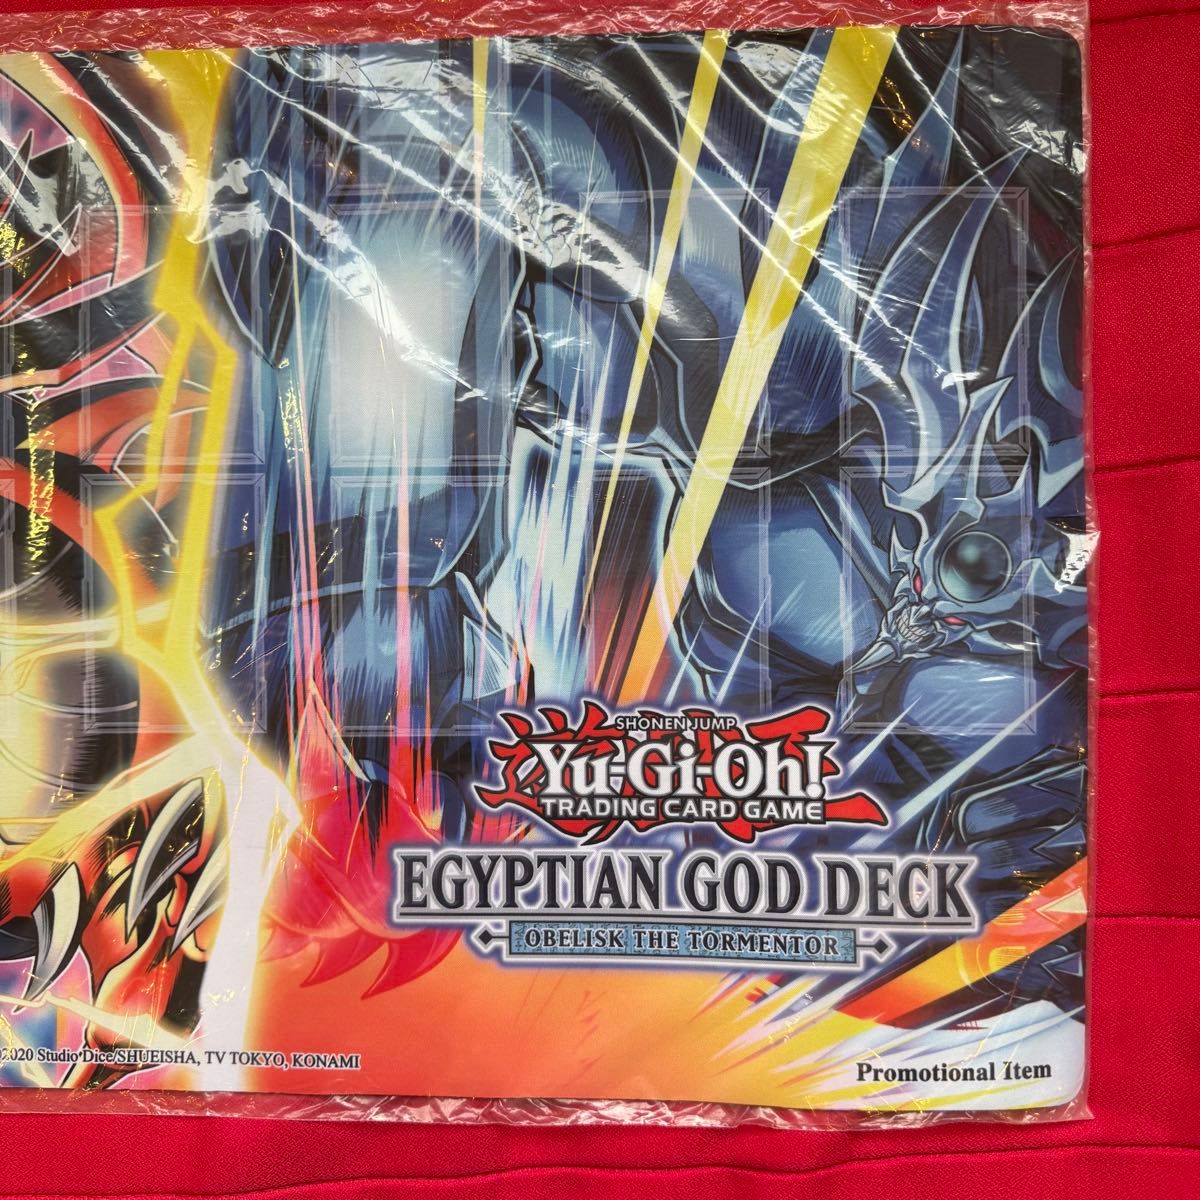 SHONEN JUMP
Yu-Gi-Oh!
TRADING CARD GAME
EGYPTIAN GOD DECK
OBELISK THE TORMENTOR
2020 Studio Dice/SHUEISHA, TV TOKYO, KONAMI
Promotional Item